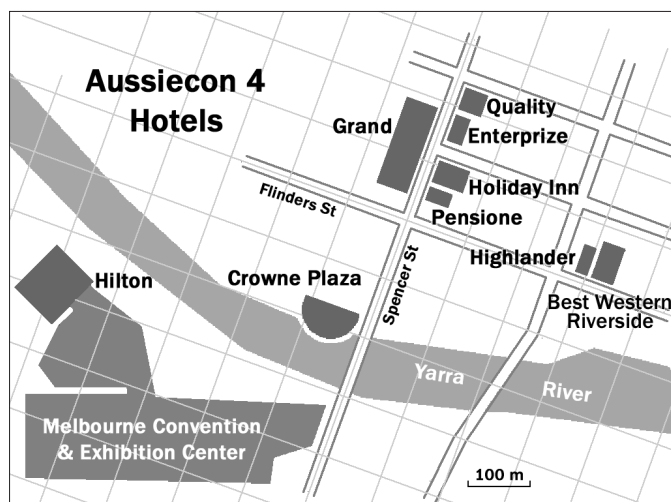 Aussiecon 4
Hotels
Quality
Grand
Enterprize
Holiday Inn
Flinders St
Pensione
Highlander
Hilton
Crowne Plaza
Spencer St
Best Western
Riverside
Yarra
River
Melbourne Convention
& Exhibition Center
100 m